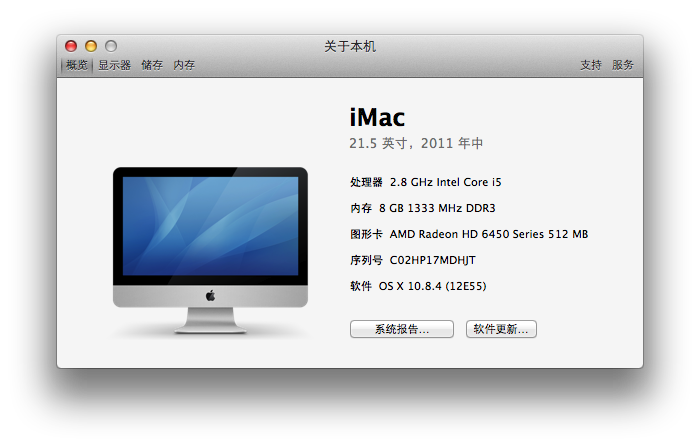 关于本机
概览 显示器 储存 内存 支持 服务
iMac
21.5 英寸，2011 年中
处理器 2.8 GHz Intel Core i5
内存 8 GB 1333 MHz DDR3
图形卡 AMD Radeon HD 6450 Series 512 MB
序列号 C02HP17MDHJT
软件 OS X 10.8.4 (12E55)
系统报告... 软件更新...